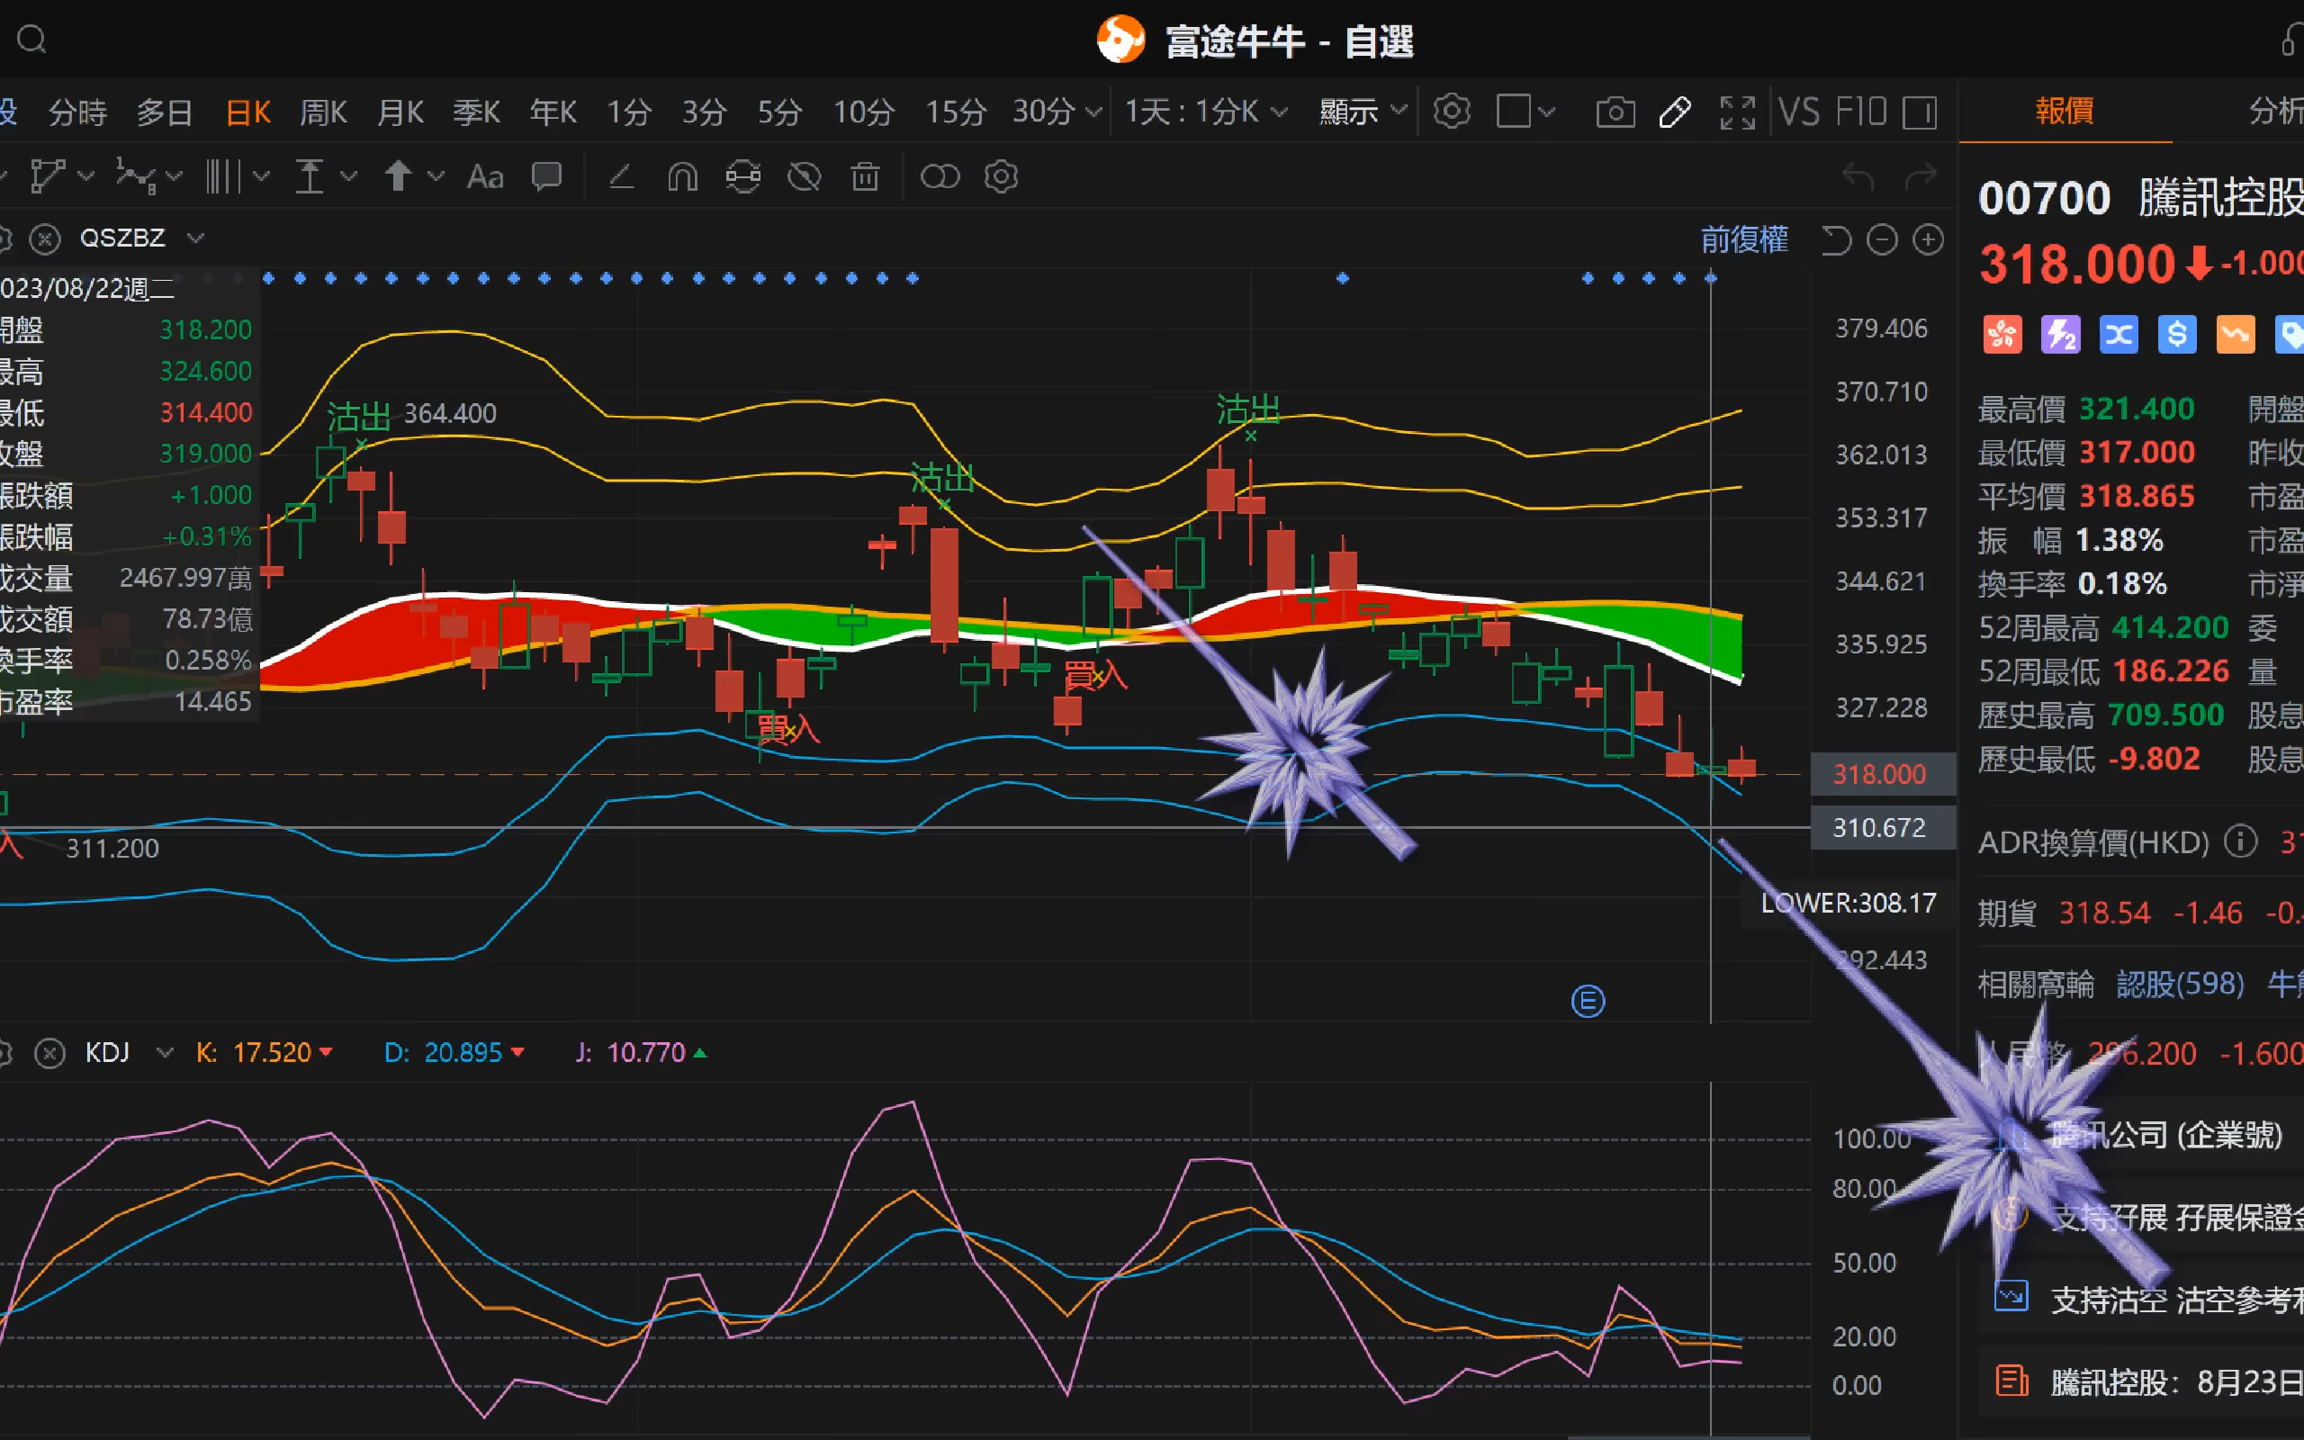 富途牛牛 - 自選
分時 多日 日K 周K 月K 季K 年K 1分 3分 5分 10分 15分 30分 1天 : 1分K 顯示 VS F10
報價 分析
Aa
QSZBZ
前復權
00700 騰訊控股
318.000 -1.000
023/08/22週二
開盤 318.200
最高 324.600
最低 314.400
收盤 319.000
漲跌額 +1.000
漲跌幅 +0.31%
成交量 2467.997萬
成交額 78.73億
換手率 0.258%
市盈率 14.465
沽出 364.400
沽出
沽出
買入
買入
入
311.200
379.406
370.710
362.013
353.317
344.621
335.925
327.228
318.000
310.672
LOWER:308.17
292.443
E
最高價 321.400 開盤
最低價 317.000 昨收
平均價 318.865 市盈
振 幅 1.38% 市盈
換手率 0.18% 市淨
52周最高 414.200 委
52周最低 186.226 量
歷史最高 709.500 股息
歷史最低 -9.802 股息
ADR換算價(HKD)
期貨 318.54 -1.46
相關窩輪 認股(598)
人民幣 296.200 -1.600
騰訊公司 (企業號)
支持孖展 孖展保證金
支持沽空 沽空參考
騰訊控股：8月23日
KDJ K: 17.520 D: 20.895 J: 10.770
100.00
80.00
50.00
20.00
0.00